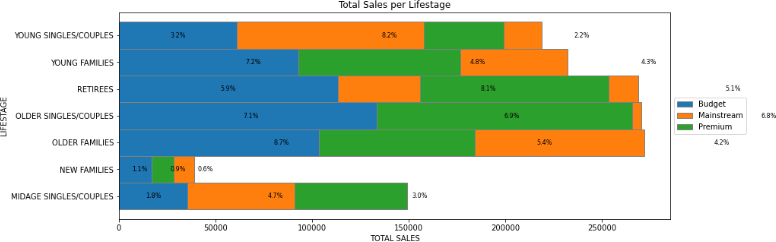 Total Sales per Lifestage
YOUNG SINGLES/COUPLES 3.2% 8.2% 2.2%
YOUNG FAMILIES 7.2% 4.8% 4.3%
RETIREES 5.9% 8.1% 5.1%
OLDER SINGLES/COUPLES 7.1% 6.9% 6.8%
OLDER FAMILIES 8.7% 5.4% 4.2%
NEW FAMILIES 1.1% 0.9% 0.6%
MIDAGE SINGLES/COUPLES 1.8% 4.7% 3.0%
LIFESTAGE
Budget
Mainstream
Premium
0 50000 100000 150000 200000 250000
TOTAL SALES